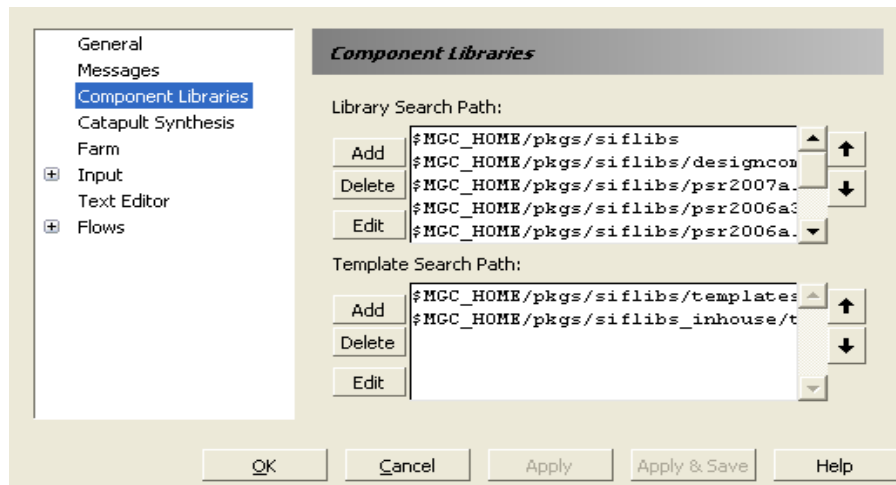 General
Messages
Component Libraries
Catapult Synthesis
Farm
Input
Text Editor
Flows
Component Libraries
Library Search Path:
Add
Delete
Edit
$MGC_HOME/pkgs/siflibs
$MGC_HOME/pkgs/siflibs/designcom
$MGC_HOME/pkgs/siflibs/psr2007a.
$MGC_HOME/pkgs/siflibs/psr2006a3
$MGC_HOME/pkgs/siflibs/psr2006a.
Template Search Path:
Add
Delete
Edit
$MGC_HOME/pkgs/siflibs/templates
$MGC_HOME/pkgs/siflibs_inhouse/t
OK Cancel Apply Apply & Save Help